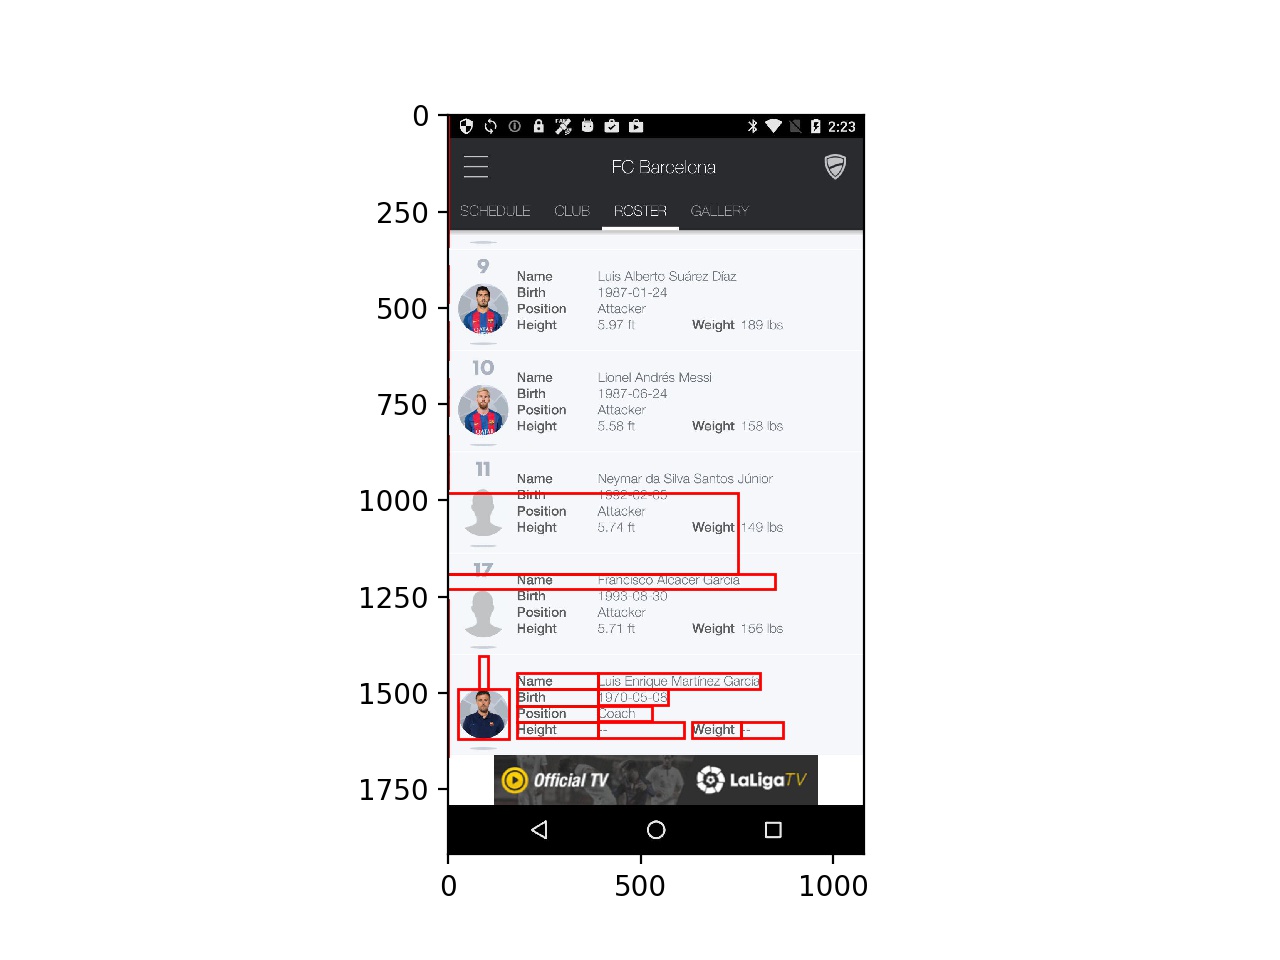 0
250
500
750
1000
1250
1500
1750
0 500 1000
2:23
FC Barcelona
SCHEDULE CLUB ROSTER GALLERY
9
Name Luis Alberto Suárez Díaz
Birth 1987-01-24
Position Attacker
Height 5.97 ft Weight 189 lbs
10
Name Lionel Andrés Messi
Birth 1987-06-24
Position Attacker
Height 5.58 ft Weight 158 lbs
11
Name Neymar da Silva Santos Júnior
Birth 1992-02-05
Position Attacker
Height 5.74 ft Weight 149 lbs
17
Name Francisco Alcácer García
Birth 1993-08-30
Position Attacker
Height 5.71 ft Weight 156 lbs
Name Luis Enrique Martínez García
Birth 1970-05-08
Position Coach
Height -- Weight --
Official TV LaLigaTV